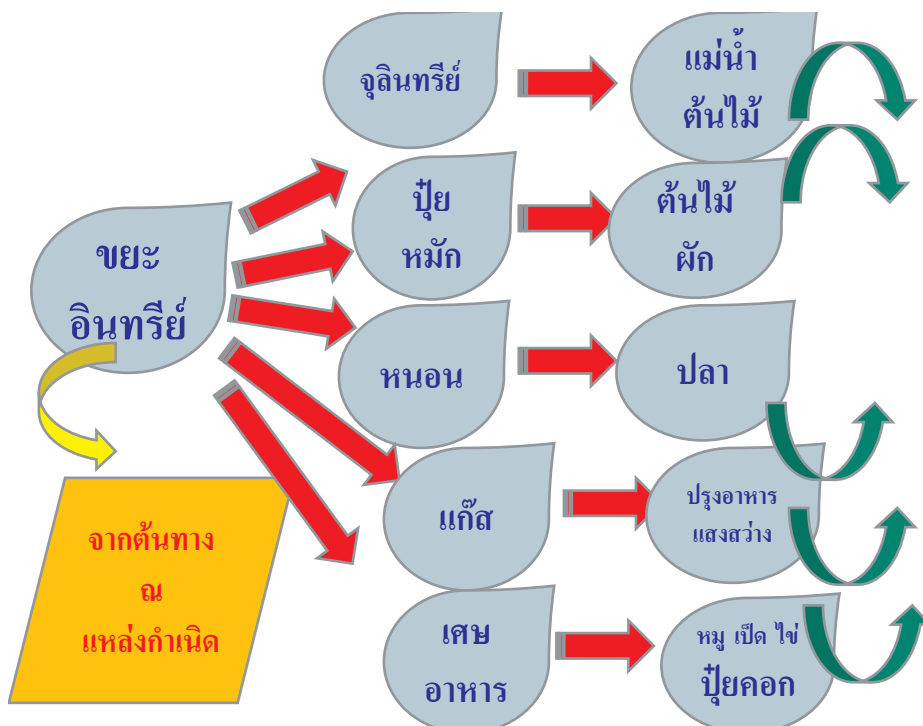 จุลินทรีย์
แม่น้ำ
ต้นไม้
ขยะ
อินทรีย์
ปุ๋ย
หมัก
ต้นไม้
ผัก
หนอน
ปลา
จากต้นทาง
ณ
แหล่งกำเนิด
แก๊ส
ปรุงอาหาร
แสงสว่าง
เศษ
อาหาร
หมู เป็ด ไข่
ปุ๋ยคอก